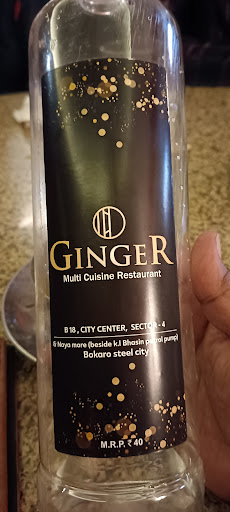 GINGER
Multi Cuisine Restaurant
B 18, CITY CENTER, SECTOR - 4
& Naya more (beside k.l Bhasin petrol pump)
Bokaro steel city
M.R.P. ₹ 40